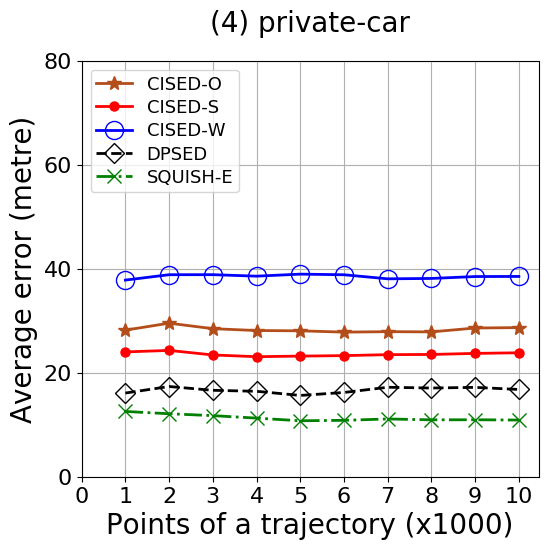 (4) private-car
Average error (metre)
80
60
40
20
0
CISED-O
CISED-S
CISED-W
DPSED
SQUISH-E
0 1 2 3 4 5 6 7 8 9 10
Points of a trajectory (x1000)